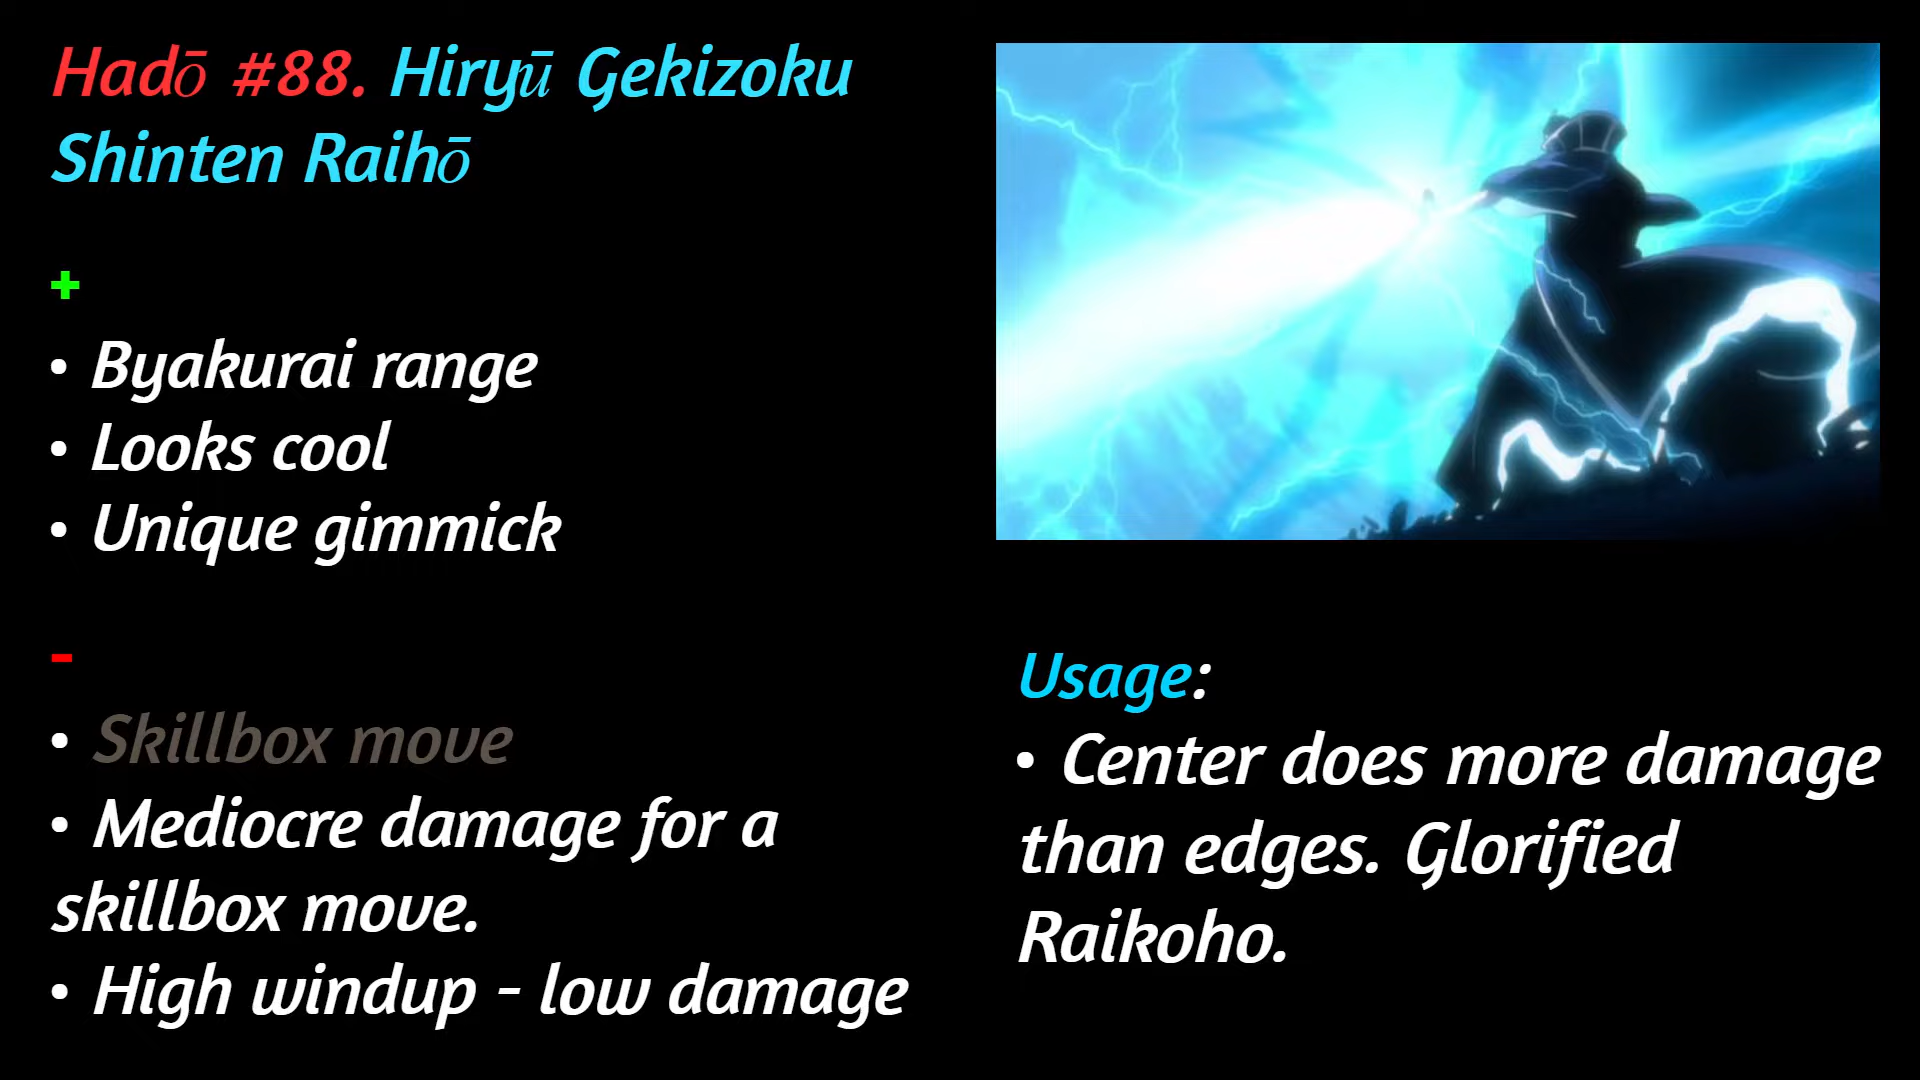 Hadō #88. Hiryū Gekizoku
Shinten Raihō
+
• Byakurai range
• Looks cool
• Unique gimmick
-
• Skillbox move
• Mediocre damage for a
skillbox move.
• High windup - low damage
Usage:
• Center does more damage
than edges. Glorified
Raikoho.